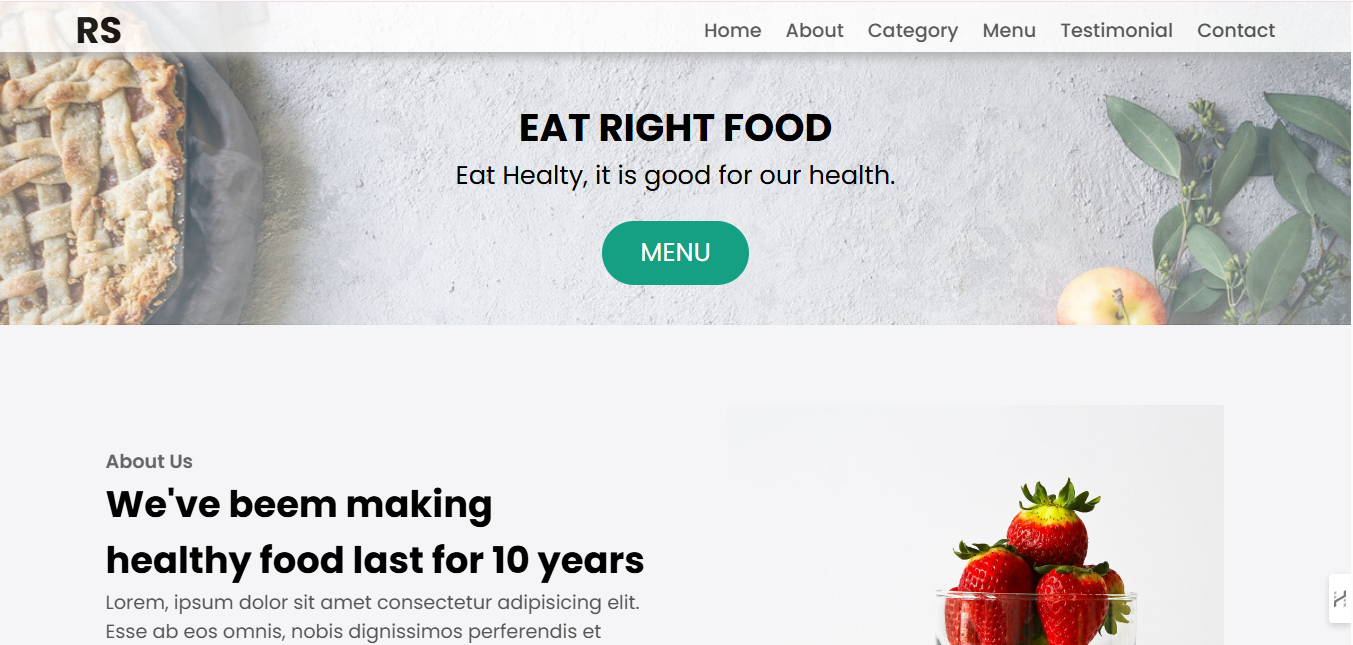 RS
Home About Category Menu Testimonial Contact
EAT RIGHT FOOD
Eat Healty, it is good for our health.
MENU
About Us
We've beem making
healthy food last for 10 years
Lorem, ipsum dolor sit amet consectetur adipisicing elit.
Esse ab eos omnis, nobis dignissimos perferendis et